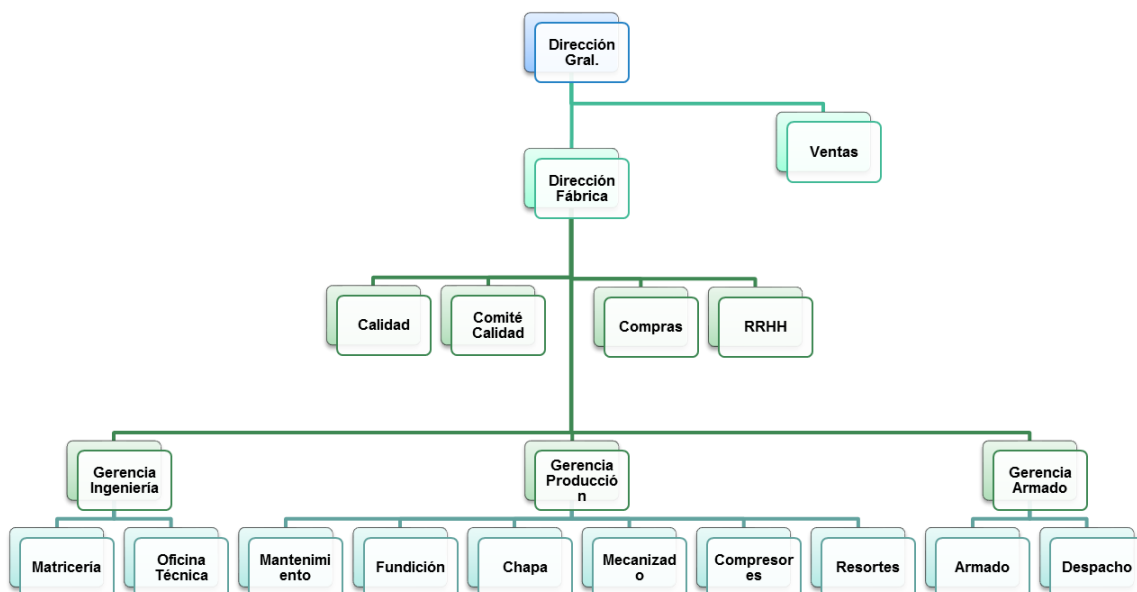 Dirección
Gral.
Ventas
Dirección
Fábrica
Calidad
Comité
Calidad
Compras
RRHH
Gerencia
Ingeniería
Gerencia
Producció
n
Gerencia
Armado
Matricería
Oficina
Técnica
Mantenimi
ento
Fundición
Chapa
Mecanizad
o
Compresor
es
Resortes
Armado
Despacho